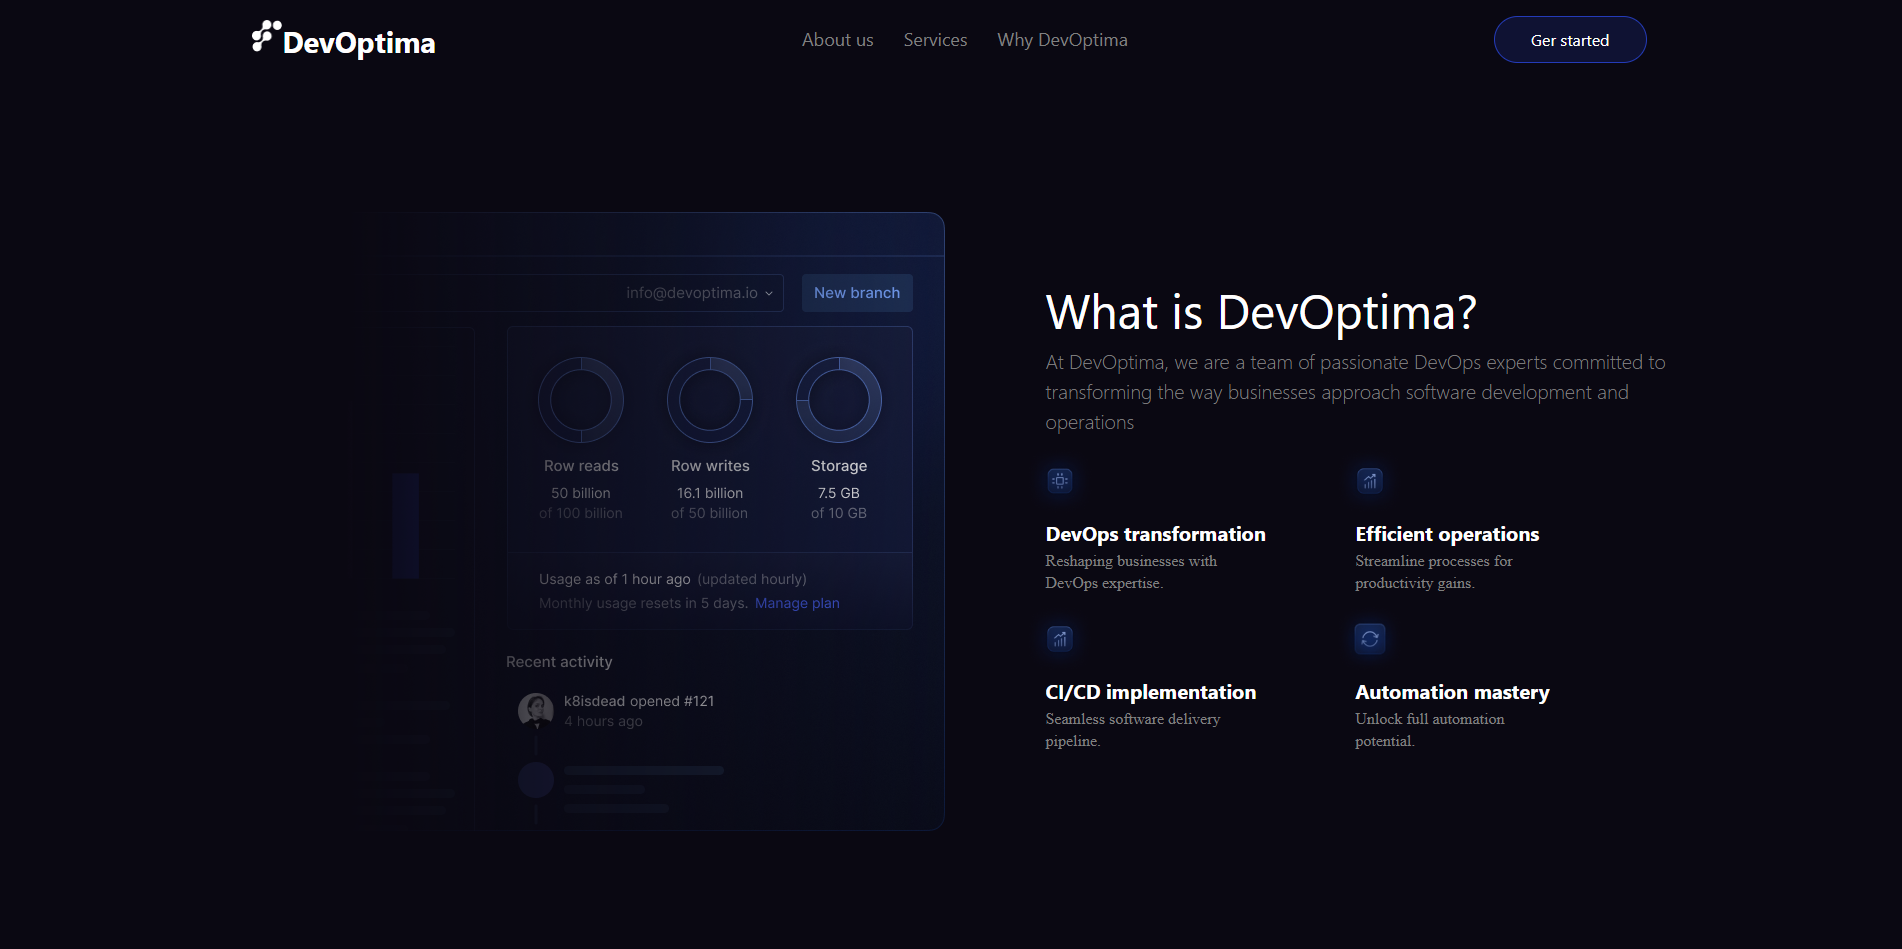 DevOptima
About us
Services
Why DevOptima
Ger started
info@devoptima.io
New branch
Row reads
50 billion
of 100 billion
Row writes
16.1 billion
of 50 billion
Storage
7.5 GB
of 10 GB
Usage as of 1 hour ago (updated hourly)
Monthly usage resets in 5 days. Manage plan
Recent activity
k8isdead opened #121
4 hours ago
What is DevOptima?
At DevOptima, we are a team of passionate DevOps experts committed to
transforming the way businesses approach software development and
operations
DevOps transformation
Reshaping businesses with
DevOps expertise.
Efficient operations
Streamline processes for
productivity gains.
CI/CD implementation
Seamless software delivery
pipeline.
Automation mastery
Unlock full automation
potential.